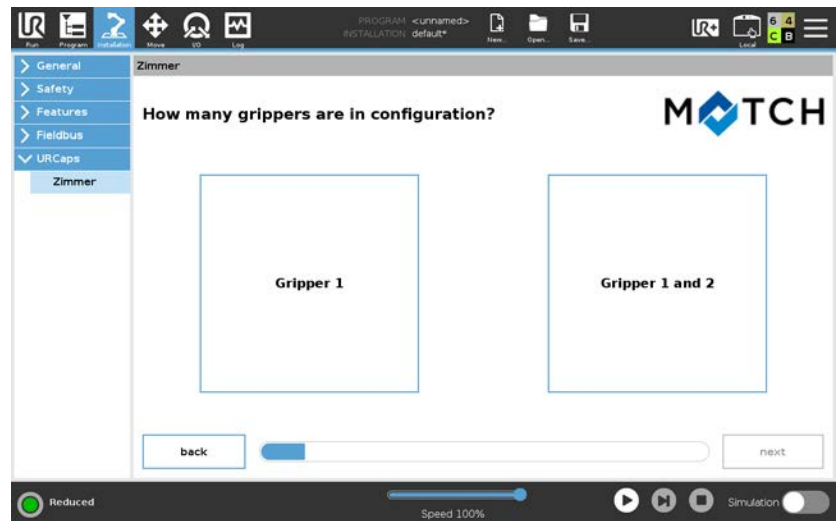 PROGRAM <unnamed>
INSTALLATION default*
Run Program Installation Move I/O Log New... Open... Save... UR+ Local 6 4 C B
General
Safety
Features
Fieldbus
URCaps
Zimmer
Zimmer
How many grippers are in configuration?
MATCH
Gripper 1
Gripper 1 and 2
back
next
Reduced
Speed 100%
Simulation